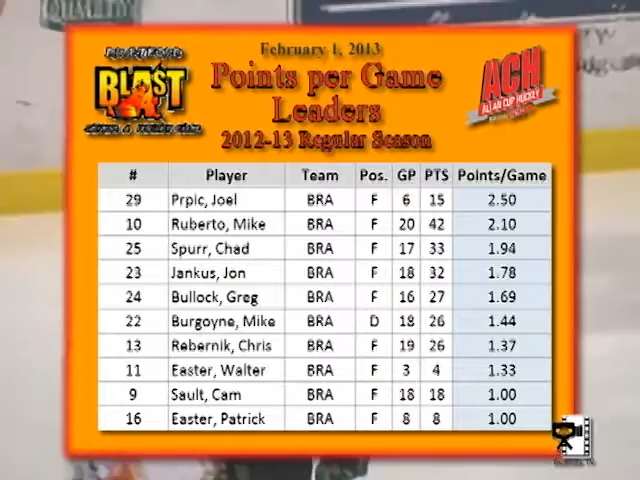 QUALITY
February 1, 2013
BLAST
Points per Game
Leaders
ACH
ALLAN CUP HOCKEY
2012-13 Regular Season
# Player Team Pos. GP PTS Points/Game
29 Prpic, Joel BRA F 6 15 2.50
10 Ruberto, Mike BRA F 20 42 2.10
25 Spurr, Chad BRA F 17 33 1.94
23 Jankus, Jon BRA F 18 32 1.78
24 Bullock, Greg BRA F 16 27 1.69
22 Burgoyne, Mike BRA D 18 26 1.44
13 Rebernik, Chris BRA F 19 26 1.37
11 Easter, Walter BRA F 3 4 1.33
9 Sault, Cam BRA F 18 18 1.00
16 Easter, Patrick BRA F 8 8 1.00